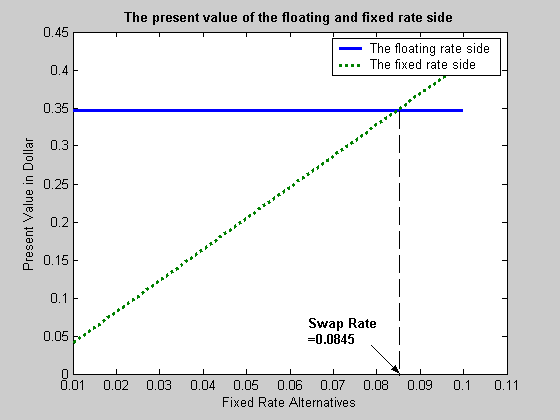 The present value of the floating and fixed rate side
The floating rate side
The fixed rate side
0.45
0.4
0.35
0.3
0.25
0.2
0.15
0.1
0.05
0
Present Value in Dollar
Swap Rate
=0.0845
0.01 0.02 0.03 0.04 0.05 0.06 0.07 0.08 0.09 0.1 0.11
Fixed Rate Alternatives